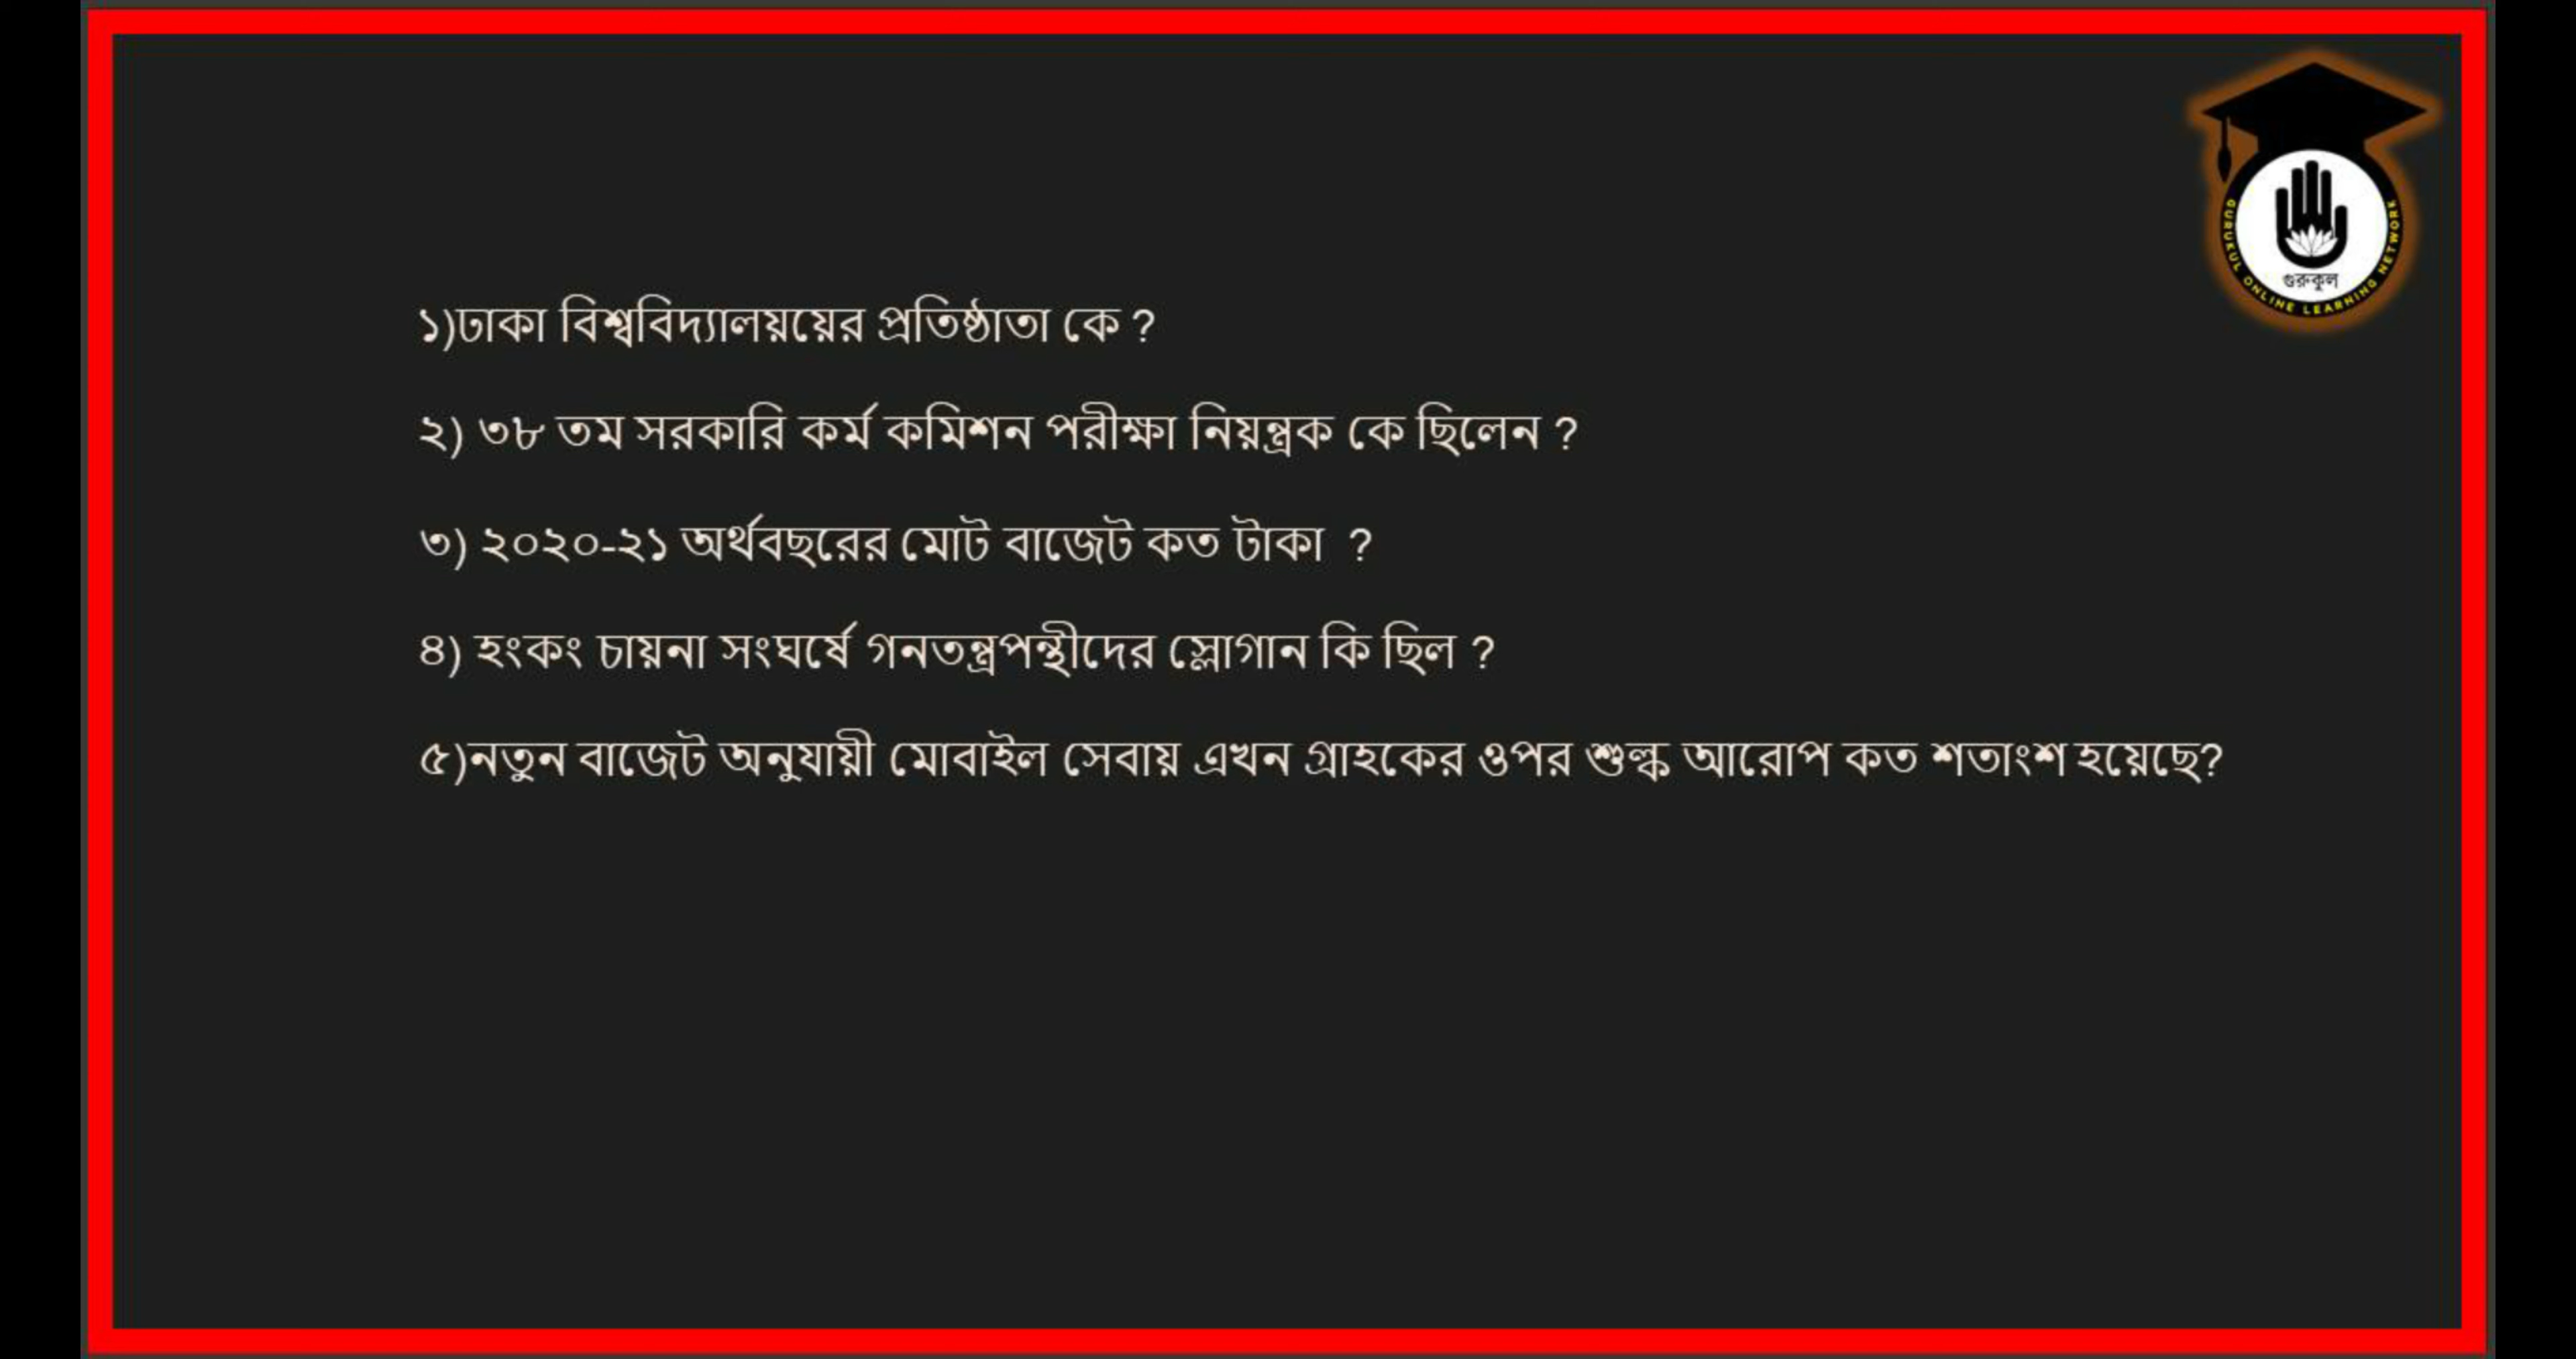 গুরুকুল
GURUKUL ONLINE LEARNING NETWORK
১)ঢাকা বিশ্ববিদ্যালয়য়ের প্রতিষ্ঠাতা কে ?
২) ৩৮ তম সরকারি কর্ম কমিশন পরীক্ষা নিয়ন্ত্রক কে ছিলেন ?
৩) ২০২০-২১ অর্থবছরের মোট বাজেট কত টাকা ?
৪) হংকং চায়না সংঘর্ষে গনতন্ত্রপন্থীদের স্লোগান কি ছিল ?
৫)নতুন বাজেট অনুযায়ী মোবাইল সেবায় এখন গ্রাহকের ওপর শুল্ক আরোপ কত শতাংশ হয়েছে?